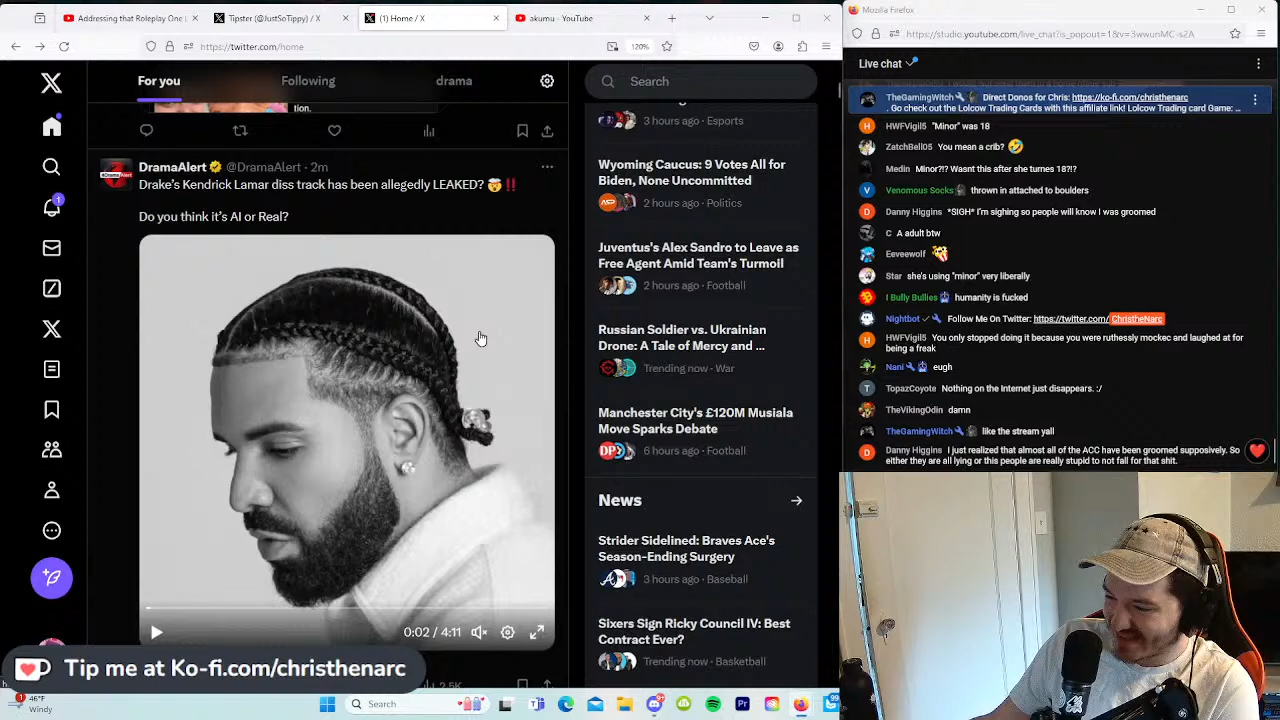 Addressing that Roleplay One L
Tipster (@JustSoTippy) / X
(1) Home / X
akumu - YouTube
https://twitter.com/home
120%
For you
Following
drama
Search
tion.
DramaAlert @DramaAlert · 2m
Drake's Kendrick Lamar diss track has been allegedly LEAKED? 🤯‼️
Do you think it's AI or Real?
0:02 / 4:11
2.5K
3 hours ago · Esports
Wyoming Caucus: 9 Votes All for
Biden, None Uncommitted
2 hours ago · Politics
Juventus's Alex Sandro to Leave as
Free Agent Amid Team's Turmoil
2 hours ago · Football
Russian Soldier vs. Ukrainian
Drone: A Tale of Mercy and ...
Trending now · War
Manchester City's £120M Musiala
Move Sparks Debate
6 hours ago · Football
News
Strider Sidelined: Braves Ace's
Season-Ending Surgery
3 hours ago · Baseball
Sixers Sign Ricky Council IV: Best
Contract Ever?
Trending now · Basketball
Tip me at Ko-fi.com/christhenarc
46°F
Windy
Search
Mozilla Firefox
https://studio.youtube.com/live_chat?is_popout=1&v=3wwunMC-s2A
Live chat
TheGamingWitch Direct Donos for Chris: https://ko-fi.com/christhenarc
. Go check out the Lolcow Trading Cards with this affiliate link! Lolcow Trading card Game: ...
HWFVigil5 "Minor" was 18
ZatchBell05 You mean a crib? 🤣
Medin Minor?? Wasnt this after she turns 18?!?
Venomous Socks thrown in attached to boulders
Danny Higgins *SIGH* I'm sighing so people will know I was groomed
C A adult btw
Eeveewolf
Star she's using "minor" very liberally
I Bully Bullies humanity is fucked
Nightbot Follow Me On Twitter: https://twitter.com/ChristheNarc
HWFVigil5 You only stopped doing it because you were ruthlessly mocked and laughed at for
being a freak
Nani eugh
TopazCoyote Nothing on the Internet just disappears. :/
TheVikingOdin damn
TheGamingWitch like the stream yall
Danny Higgins I just realized that almost all of the ACC have been groomed supposively. So
either they are all lying or this people are really stupid to not fall for that shit.